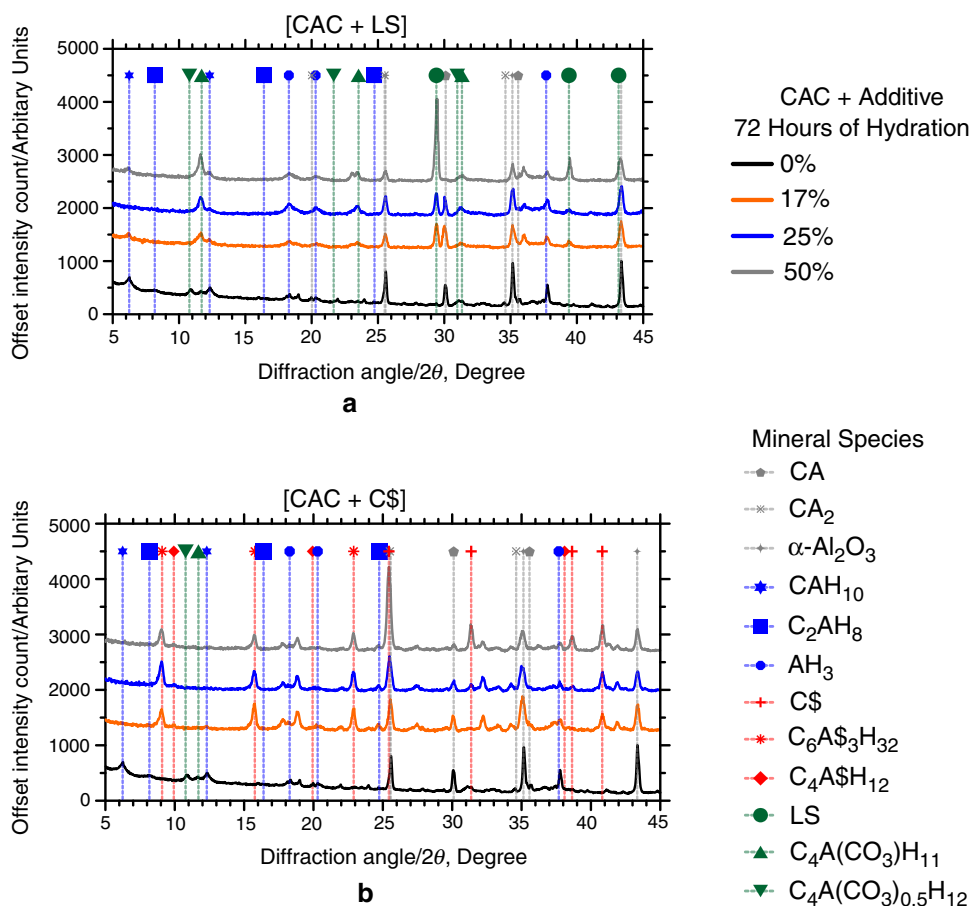 [CAC + LS]
Offset intensity count/Arbitary Units
5000
4000
3000
2000
1000
0
5 10 15 20 25 30 35 40 45
Diffraction angle/2θ, Degree
a
CAC + Additive
72 Hours of Hydration
0%
17%
25%
50%
[CAC + C$]
Offset intensity count/Arbitary Units
5000
4000
3000
2000
1000
0
5 10 15 20 25 30 35 40 45
Diffraction angle/2θ, Degree
b
Mineral Species
CA
CA₂
α-Al₂O₃
CAH₁₀
C₂AH₈
AH₃
C$
C₆A$₃H₃₂
C₄A$H₁₂
LS
C₄A(CO₃)H₁₁
C₄A(CO₃)₀.₅H₁₂